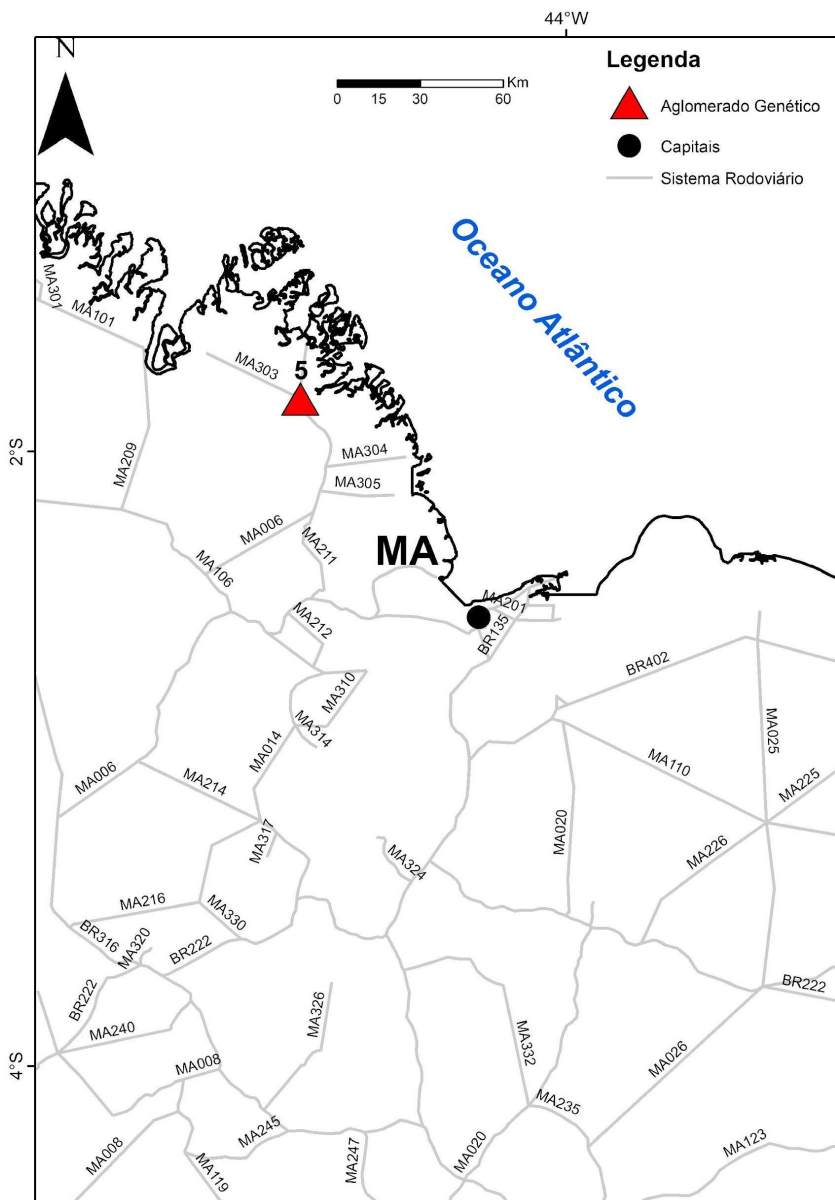 44°W
N
Legenda
Km
0 15 30 60
Aglomerado Genético
Capitais
Sistema Rodoviário
Oceano Atlântico
MA301
MA101
MA303
5
2°S
MA209
MA304
MA305
MA006
MA211
MA106
MA
MA201
BR135
MA212
BR402
MA310
MA314
MA014
MA025
MA110
MA006
MA214
MA225
MA317
MA020
MA226
MA324
MA216
MA330
BR316
MA320
BR222
BR222
BR222
MA326
MA240
MA332
MA026
4°S
MA008
MA235
MA245
MA008
MA119
MA247
MA020
MA123